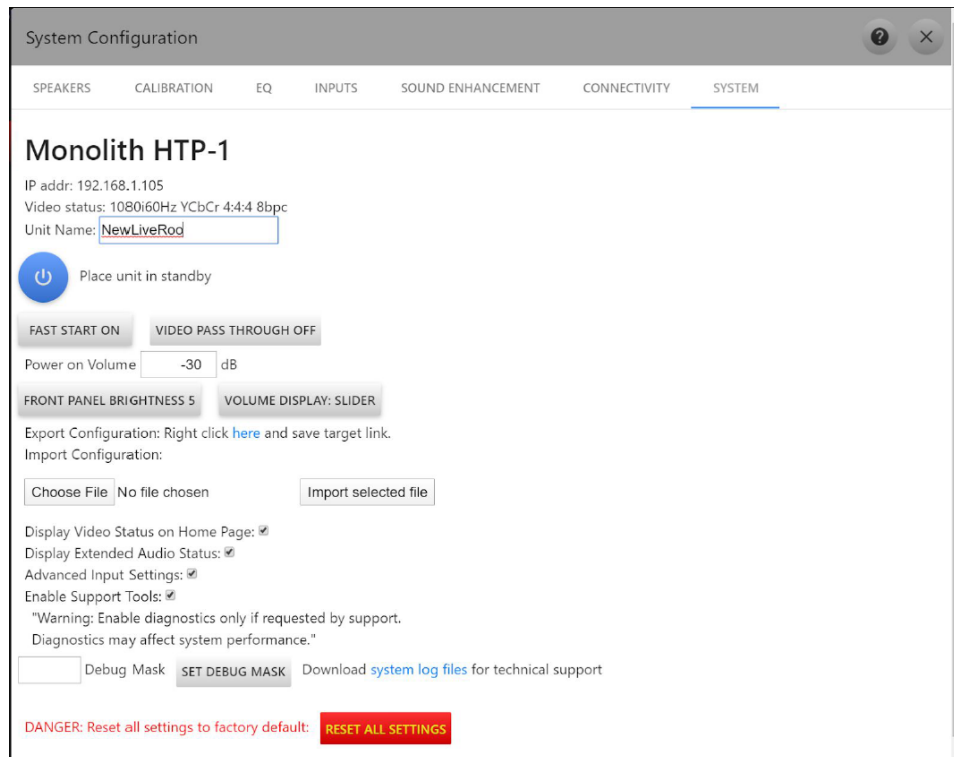 System Configuration
SPEAKERS CALIBRATION EQ INPUTS SOUND ENHANCEMENT CONNECTIVITY SYSTEM
Monolith HTP-1
IP addr: 192.168.1.105
Video status: 1080i60Hz YCbCr 4:4:4 8bpc
Unit Name: NewLiveRod
Place unit in standby
FAST START ON VIDEO PASS THROUGH OFF
Power on Volume -30 dB
FRONT PANEL BRIGHTNESS 5 VOLUME DISPLAY: SLIDER
Export Configuration: Right click here and save target link.
Import Configuration:
Choose File No file chosen Import selected file
Display Video Status on Home Page:
Display Extended Audio Status:
Advanced Input Settings:
Enable Support Tools:
"Warning: Enable diagnostics only if requested by support.
Diagnostics may affect system performance."
Debug Mask SET DEBUG MASK Download system log files for technical support
DANGER: Reset all settings to factory default: RESET ALL SETTINGS